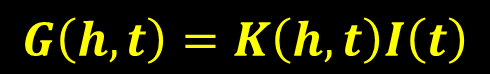 G(h,t) = K(h,t)I(t)